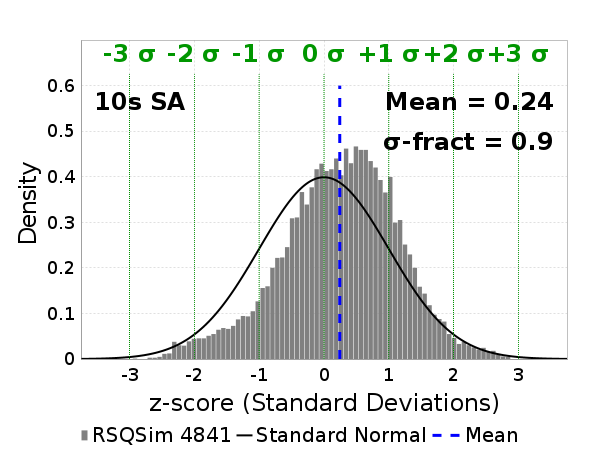 -3 σ -2 σ -1 σ 0 σ +1 σ +2 σ +3 σ
0.6
10s SA
Mean = 0.24
0.5
σ-fract = 0.9
0.4
0.3
0.2
0.1
0
Density
-3 -2 -1 0 1 2 3
z-score (Standard Deviations)
RSQSim 4841 Standard Normal Mean